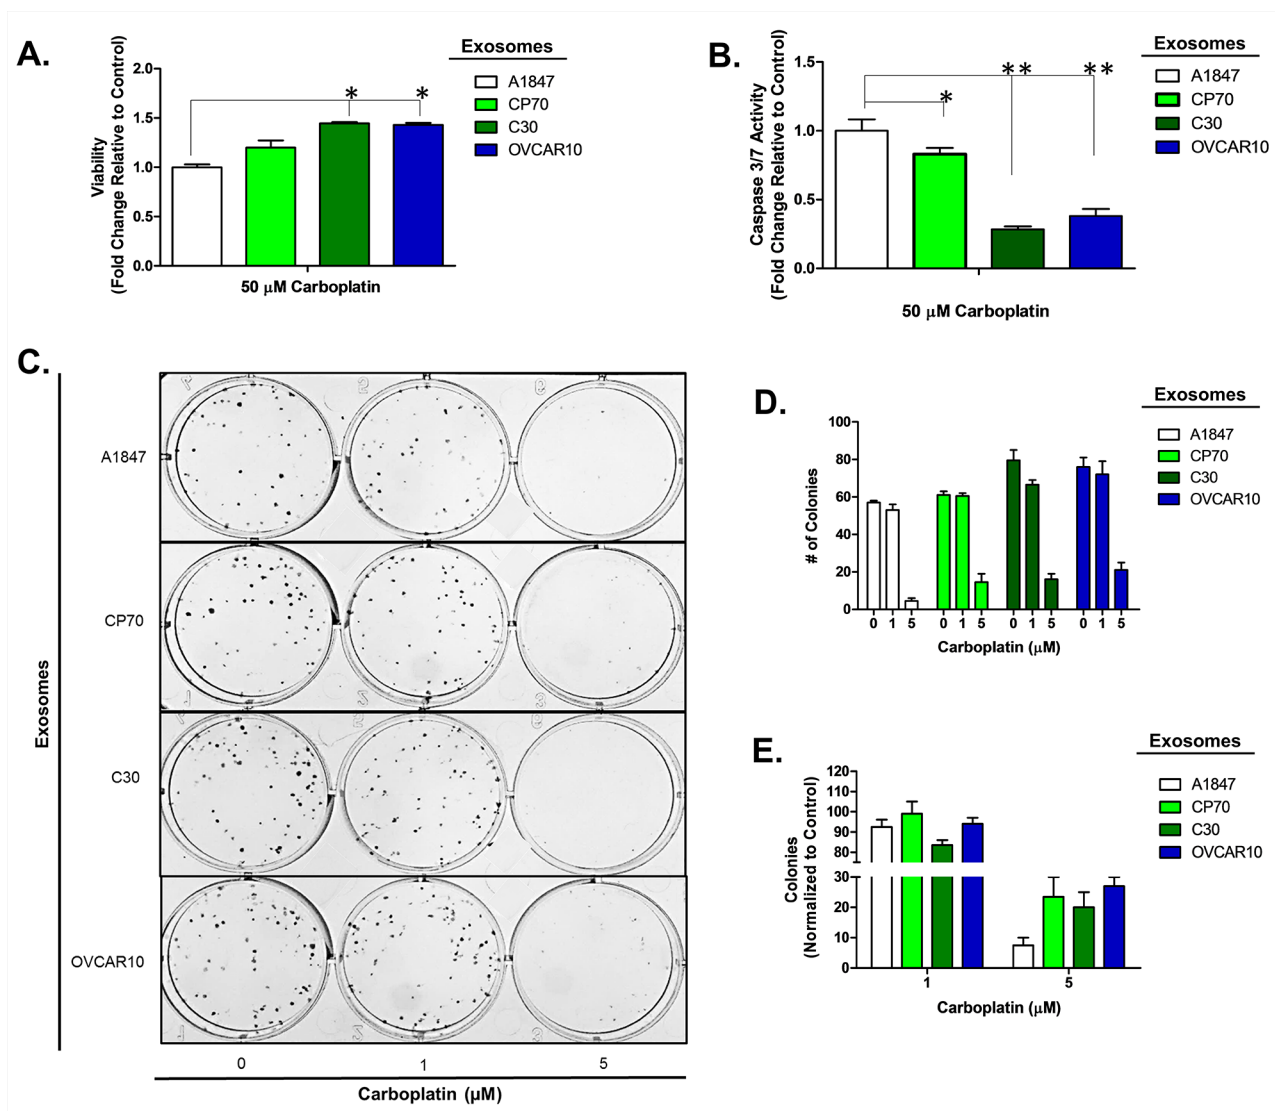 A.
Viability
(Fold Change Relative to Control)
2.0
1.5
1.0
0.5
0.0
*
*
50 μM Carboplatin
Exosomes
A1847
CP70
C30
OVCAR10
B.
Caspase 3/7 Activity
(Fold Change Relative to Control)
1.5
1.0
0.5
0.0
*
**
**
50 μM Carboplatin
Exosomes
A1847
CP70
C30
OVCAR10
C.
Exosomes
A1847
CP70
C30
OVCAR10
0 1 5
Carboplatin (μM)
D.
# of Colonies
100
80
60
40
20
0
0 1 5 0 1 5 0 1 5 0 1 5
Carboplatin (μM)
Exosomes
A1847
CP70
C30
OVCAR10
E.
Colonies
(Normalized to Control)
120
110
100
90
80
30
20
10
0
1 5
Carboplatin (μM)
Exosomes
A1847
CP70
C30
OVCAR10